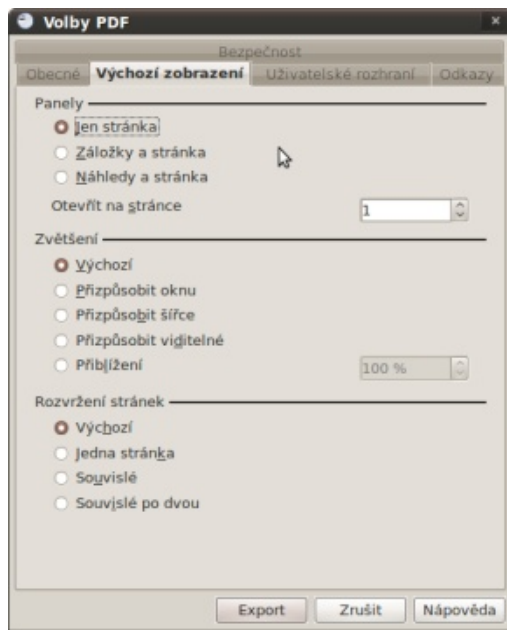 Volby PDF
Bezpečnost
Obecné Výchozí zobrazení Uživatelské rozhraní Odkazy
Panely
Jen stránka
Záložky a stránka
Náhledy a stránka
Otevřít na stránce 1
Zvětšení
Výchozí
Přizpůsobit oknu
Přizpůsobit šířce
Přizpůsobit viditelné
Přiblížení 100 %
Rozvržení stránek
Výchozí
Jedna stránka
Souvislé
Souvislé po dvou
Export Zrušit Nápověda